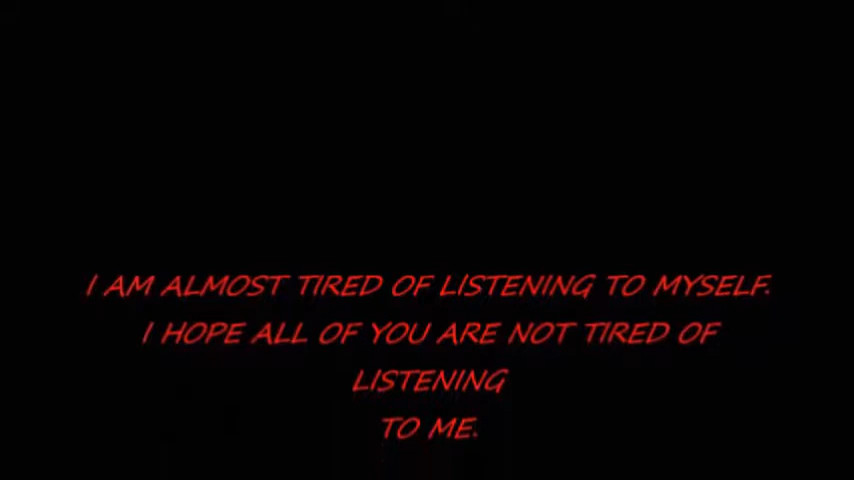 I AM ALMOST TIRED OF LISTENING TO MYSELF.
I HOPE ALL OF YOU ARE NOT TIRED OF
LISTENING
TO ME.